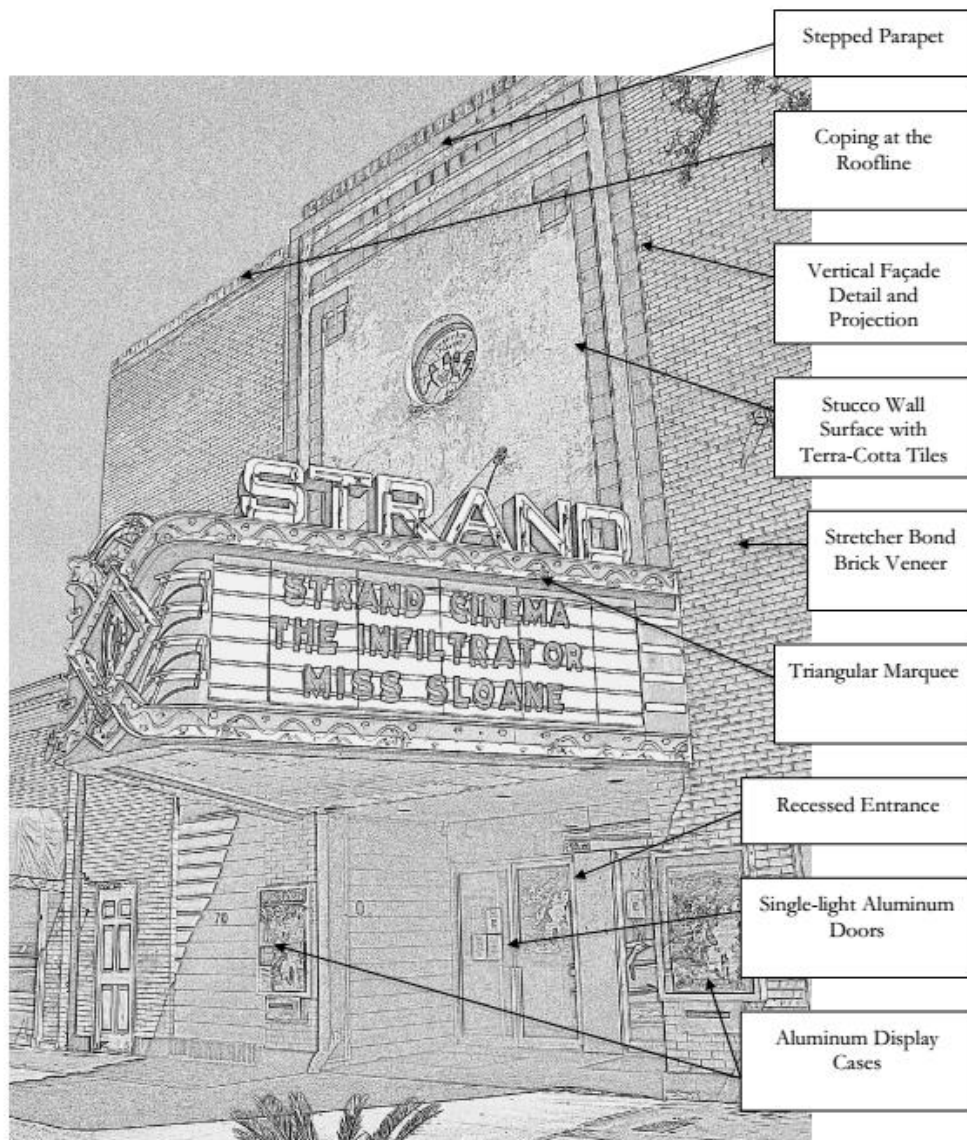 Stepped Parapet
Coping at the
Roofline
Vertical Façade
Detail and
Projection
Stucco Wall
Surface with
Terra-Cotta Tiles
Stretcher Bond
Brick Veneer
Triangular Marquee
Recessed Entrance
Single-light Aluminum
Doors
Aluminum Display
Cases
STRAND
STRAND CINEMA
THE INFILTRATOR
MISS SLOANE
70